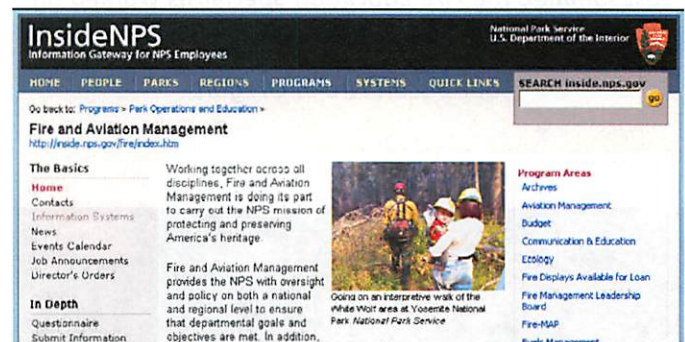 InsideNPS
Information Gateway for NPS Employees
National Park Service
U.S. Department of the Interior
HOME PEOPLE PARKS REGIONS PROGRAMS SYSTEMS QUICK LINKS
SEARCH inside.nps.gov
go
Go back to: Programs > Park Operations and Education >
Fire and Aviation Management
http://inside.nps.gov/fire/index.htm
The Basics
Home
Contacts
Information Systems
News
Events Calendar
Job Announcements
Director's Orders
In Depth
Questionnaire
Submit Information
Working together across all
disciplines, Fire and Aviation
Management is doing its part
to carry out the NPS mission of
protecting and preserving
America's heritage.
Fire and Aviation Management
provides the NPS with oversight
and policy on both a national
and regional level to ensure
that departmental goals and
objectives are met. In addition,
Going on an interpretive walk of the
White Wolf area at Yosemite National
Park National Park Service
Program Areas
Archives
Aviation Management
Budget
Communication & Education
Ecology
Fire Displays Available for Loan
Fire Management Leadership
Board
Fire-MAP